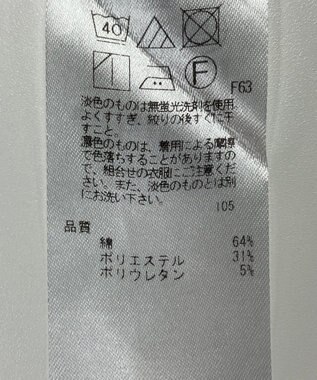 40
F
F63
淡色のものは無蛍光洗剤を使用
よくすすぎ、絞りの後すぐに干
すこと。
濃色のものは、着用による摩擦
で色落ちすることがありますの
で、組合せの衣服にご注意くだ
さい。また、淡色のものとは別
にお洗い下さい。
105
品質
綿 64%
ポリエステル 31%
ポリウレタン 5%